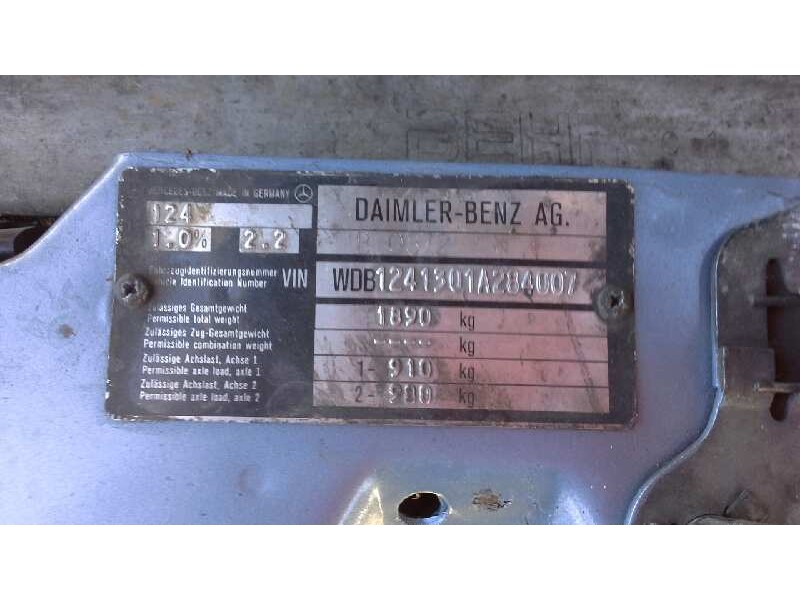 BEHR
MERCEDES-BENZ MADE IN GERMANY
124
1.0% 2.2
DAIMLER-BENZ AG.
Fahrzeugidentifizierungsnummer
Vehicle Identification Number VIN WDB1241301A284007
Zulässiges Gesamtgewicht
Permissible total weight 1890 kg
Zulässiges Zug-Gesamtgewicht
Permissible combination weight ---- kg
Zulässige Achslast, Achse 1
Permissible axle load, axle 1 1- 910 kg
Zulässige Achslast, Achse 2
Permissible axle load, axle 2 2- 980 kg